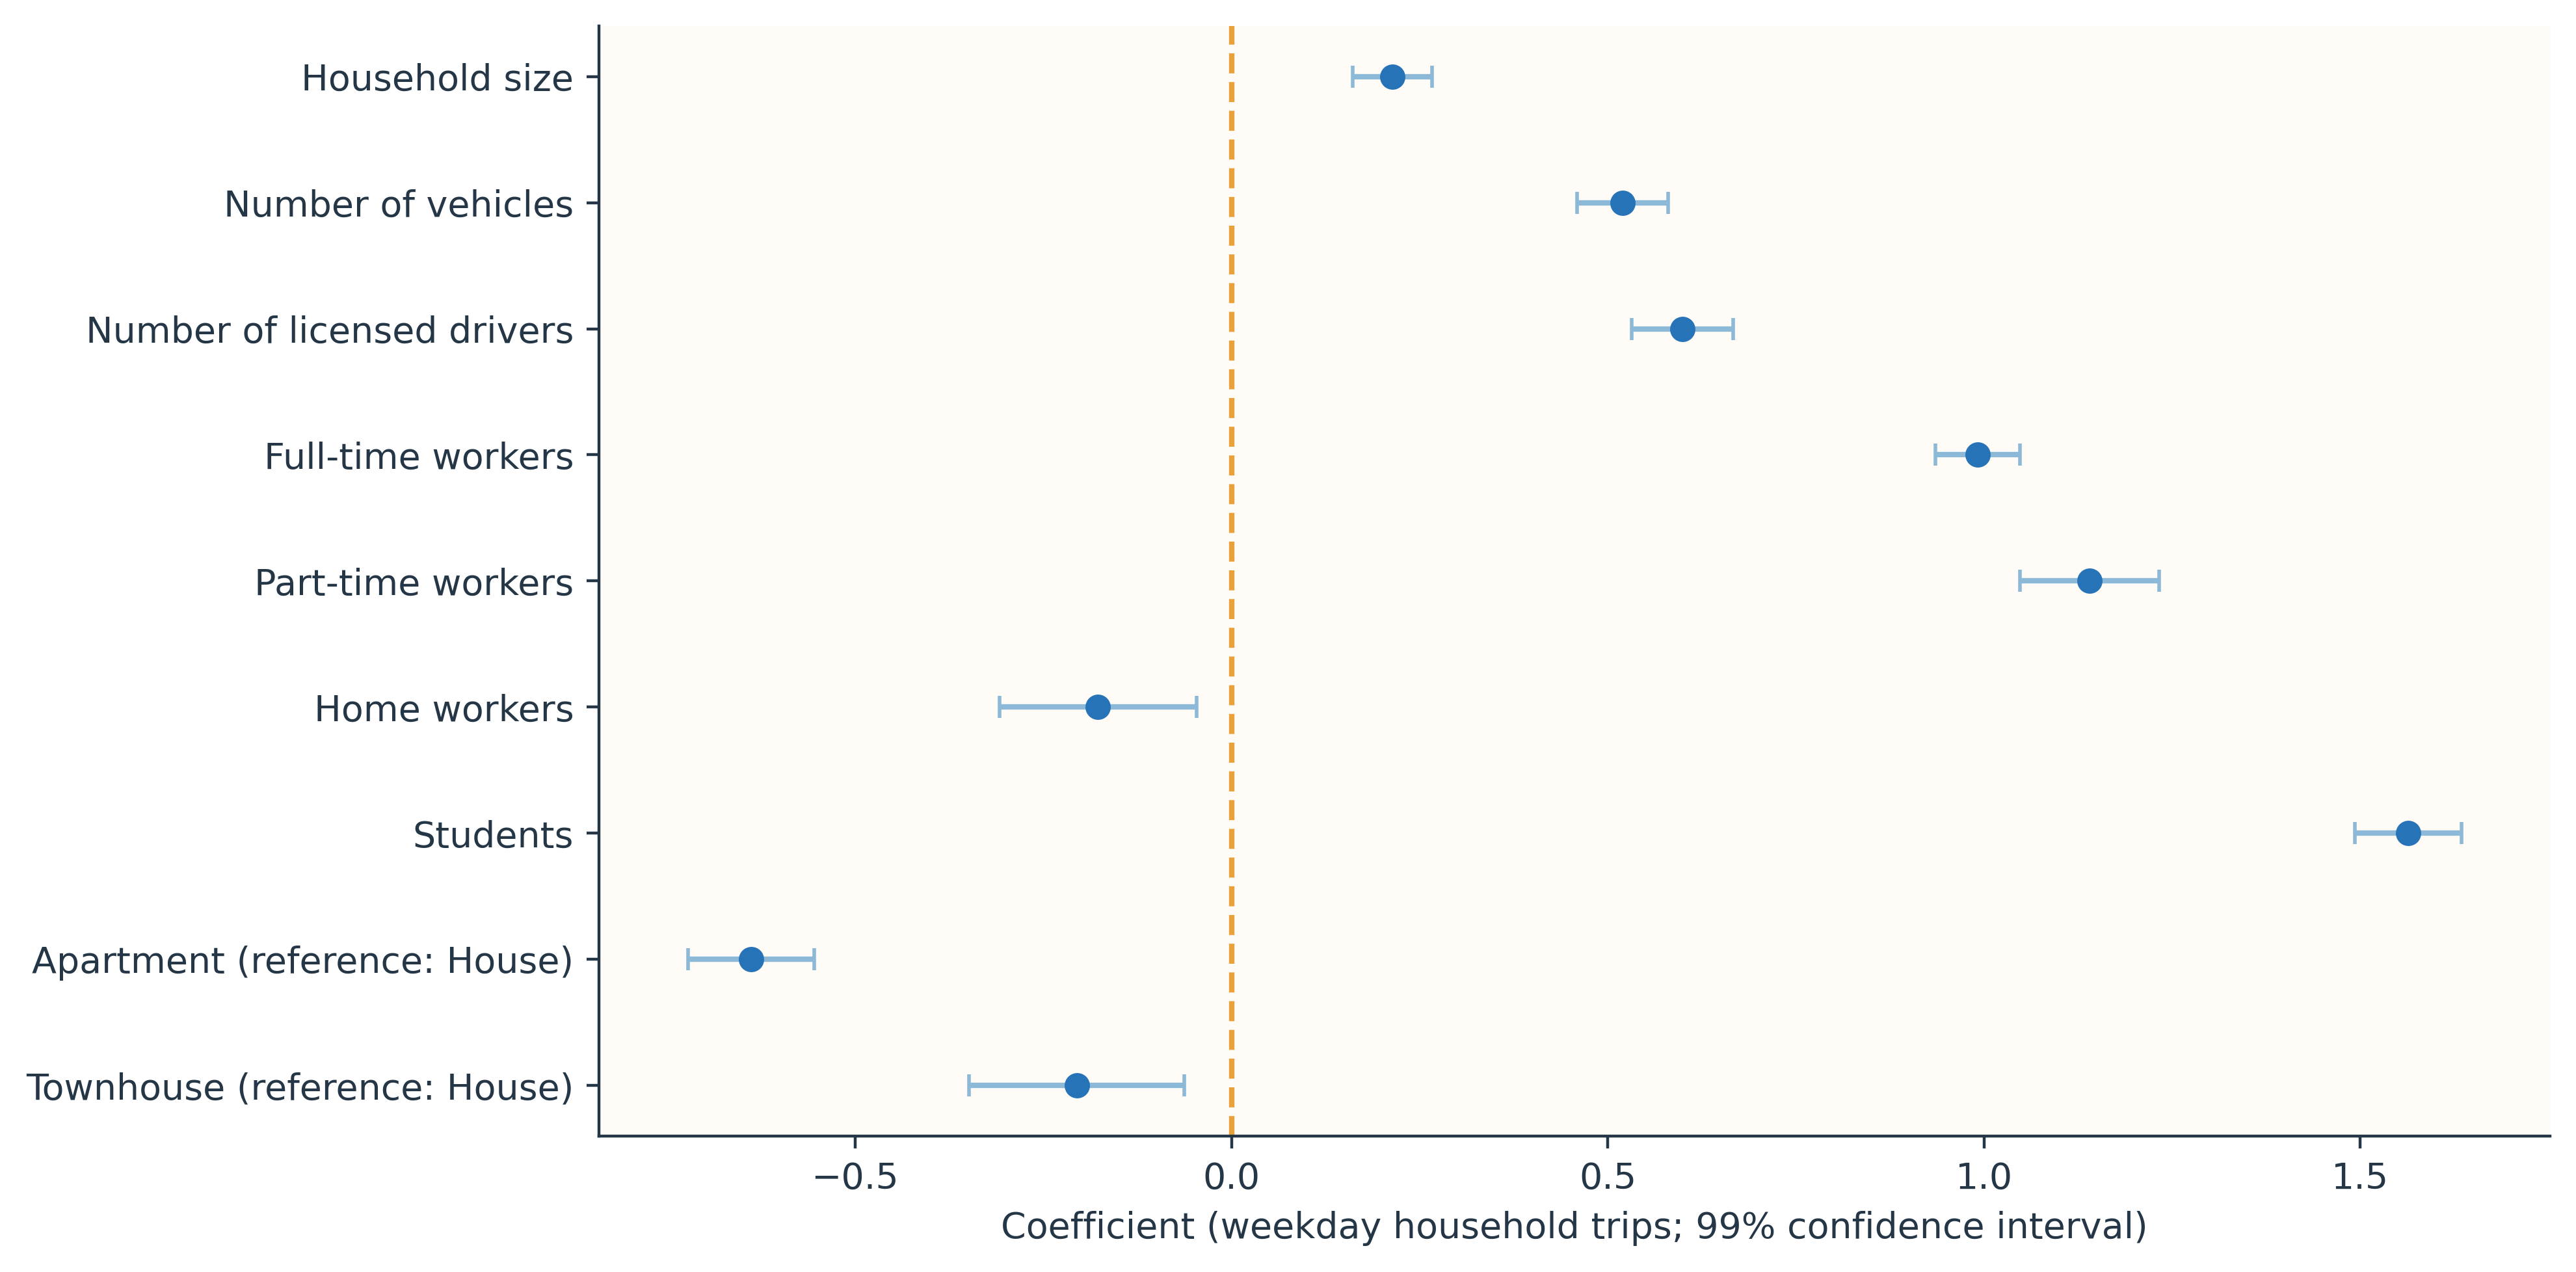 Household size
Number of vehicles
Number of licensed drivers
Full-time workers
Part-time workers
Home workers
Students
Apartment (reference: House)
Townhouse (reference: House)
−0.5 0.0 0.5 1.0 1.5
Coefficient (weekday household trips; 99% confidence interval)